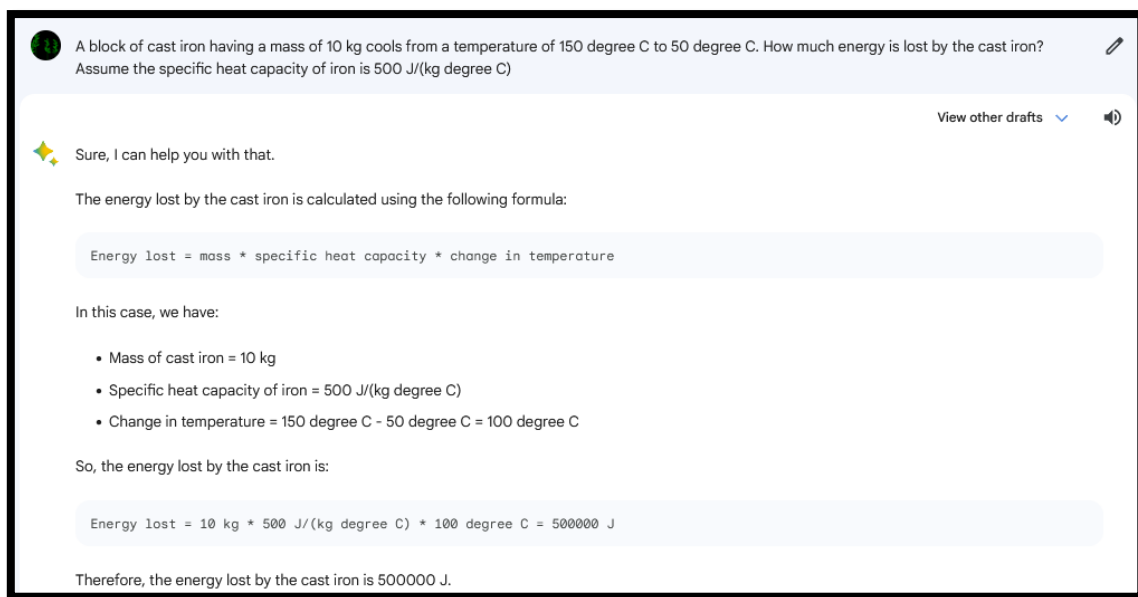 A block of cast iron having a mass of 10 kg cools from a temperature of 150 degree C to 50 degree C. How much energy is lost by the cast iron?
Assume the specific heat capacity of iron is 500 J/(kg degree C)
View other drafts
Sure, I can help you with that.
The energy lost by the cast iron is calculated using the following formula:
Energy lost = mass * specific heat capacity * change in temperature
In this case, we have:
• Mass of cast iron = 10 kg
• Specific heat capacity of iron = 500 J/(kg degree C)
• Change in temperature = 150 degree C - 50 degree C = 100 degree C
So, the energy lost by the cast iron is:
Energy lost = 10 kg * 500 J/(kg degree C) * 100 degree C = 500000 J
Therefore, the energy lost by the cast iron is 500000 J.